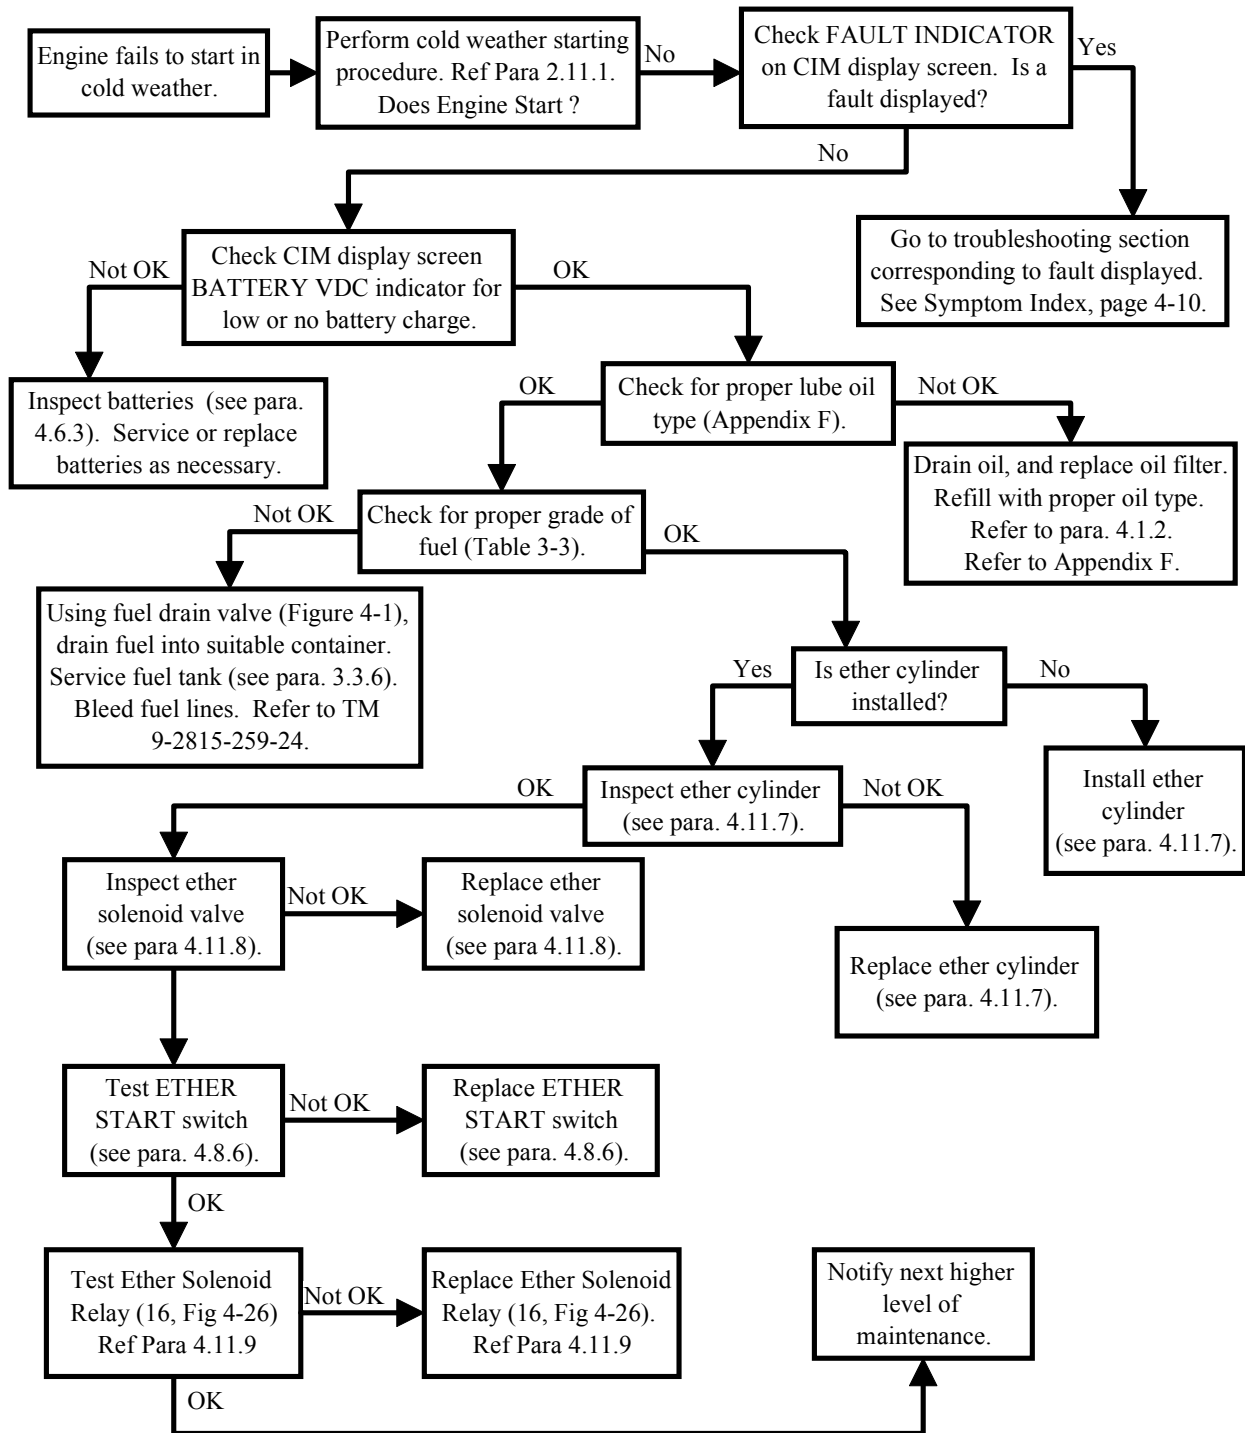 Engine fails to start in
cold weather.
Perform cold weather starting
procedure. Ref Para 2.11.1.
Does Engine Start ?
No
Check FAULT INDICATOR
on CIM display screen. Is a
fault displayed?
Yes
No
Go to troubleshooting section
corresponding to fault displayed.
See Symptom Index, page 4-10.
Check CIM display screen
BATTERY VDC indicator for
low or no battery charge.
Not OK
OK
Inspect batteries (see para.
4.6.3). Service or replace
batteries as necessary.
Check for proper lube oil
type (Appendix F).
OK
Not OK
Drain oil, and replace oil filter.
Refill with proper oil type.
Refer to para. 4.1.2.
Refer to Appendix F.
Check for proper grade of
fuel (Table 3-3).
Not OK
OK
Using fuel drain valve (Figure 4-1),
drain fuel into suitable container.
Service fuel tank (see para. 3.3.6).
Bleed fuel lines. Refer to TM
9-2815-259-24.
Is ether cylinder
installed?
Yes
No
Install ether
cylinder
(see para. 4.11.7).
Inspect ether cylinder
(see para. 4.11.7).
OK
Not OK
Replace ether cylinder
(see para. 4.11.7).
Inspect ether
solenoid valve
(see para 4.11.8).
Not OK
Replace ether
solenoid valve
(see para 4.11.8).
Test ETHER
START switch
(see para. 4.8.6).
Not OK
Replace ETHER
START switch
(see para. 4.8.6).
OK
Test Ether Solenoid
Relay (16, Fig 4-26)
Ref Para 4.11.9
Not OK
Replace Ether Solenoid
Relay (16, Fig 4-26).
Ref Para 4.11.9
OK
Notify next higher
level of
maintenance.